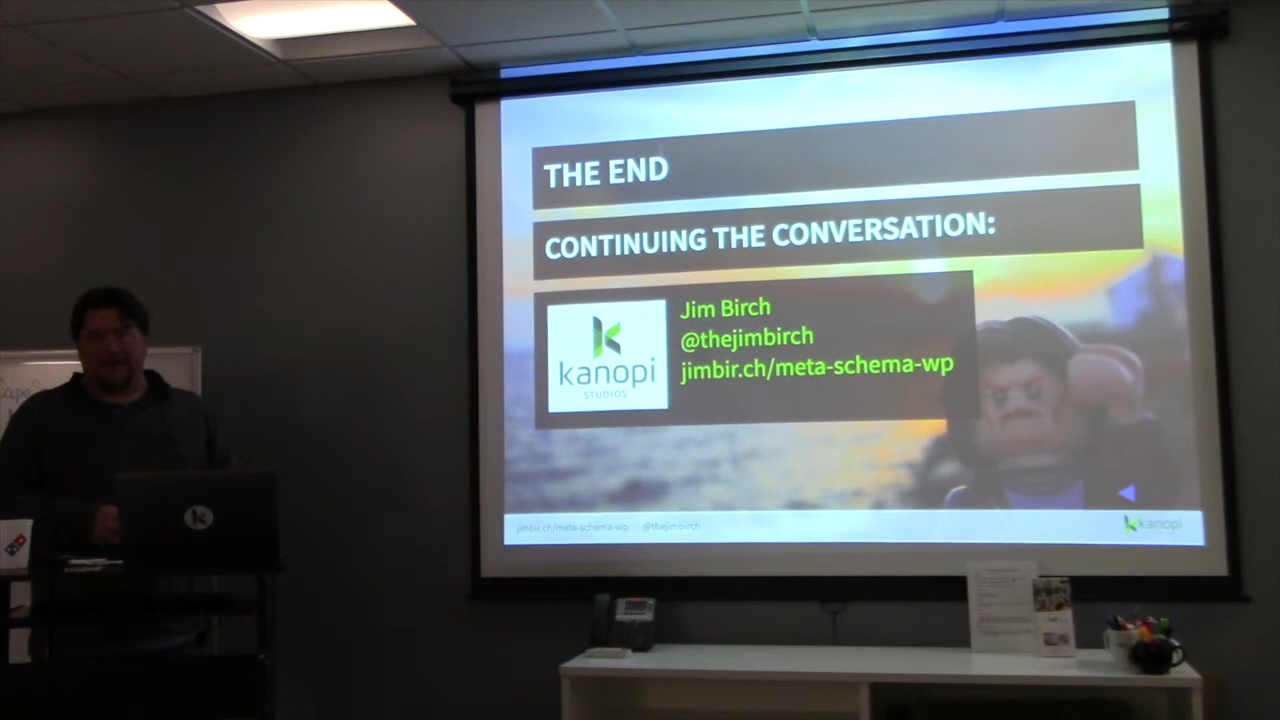 THE END
CONTINUING THE CONVERSATION:
Jim Birch
@thejimbirch
jimbir.ch/meta-schema-wp
kanopi
STUDIOS
jimbir.ch/meta-schema-wp @thejimbirch
kanopi